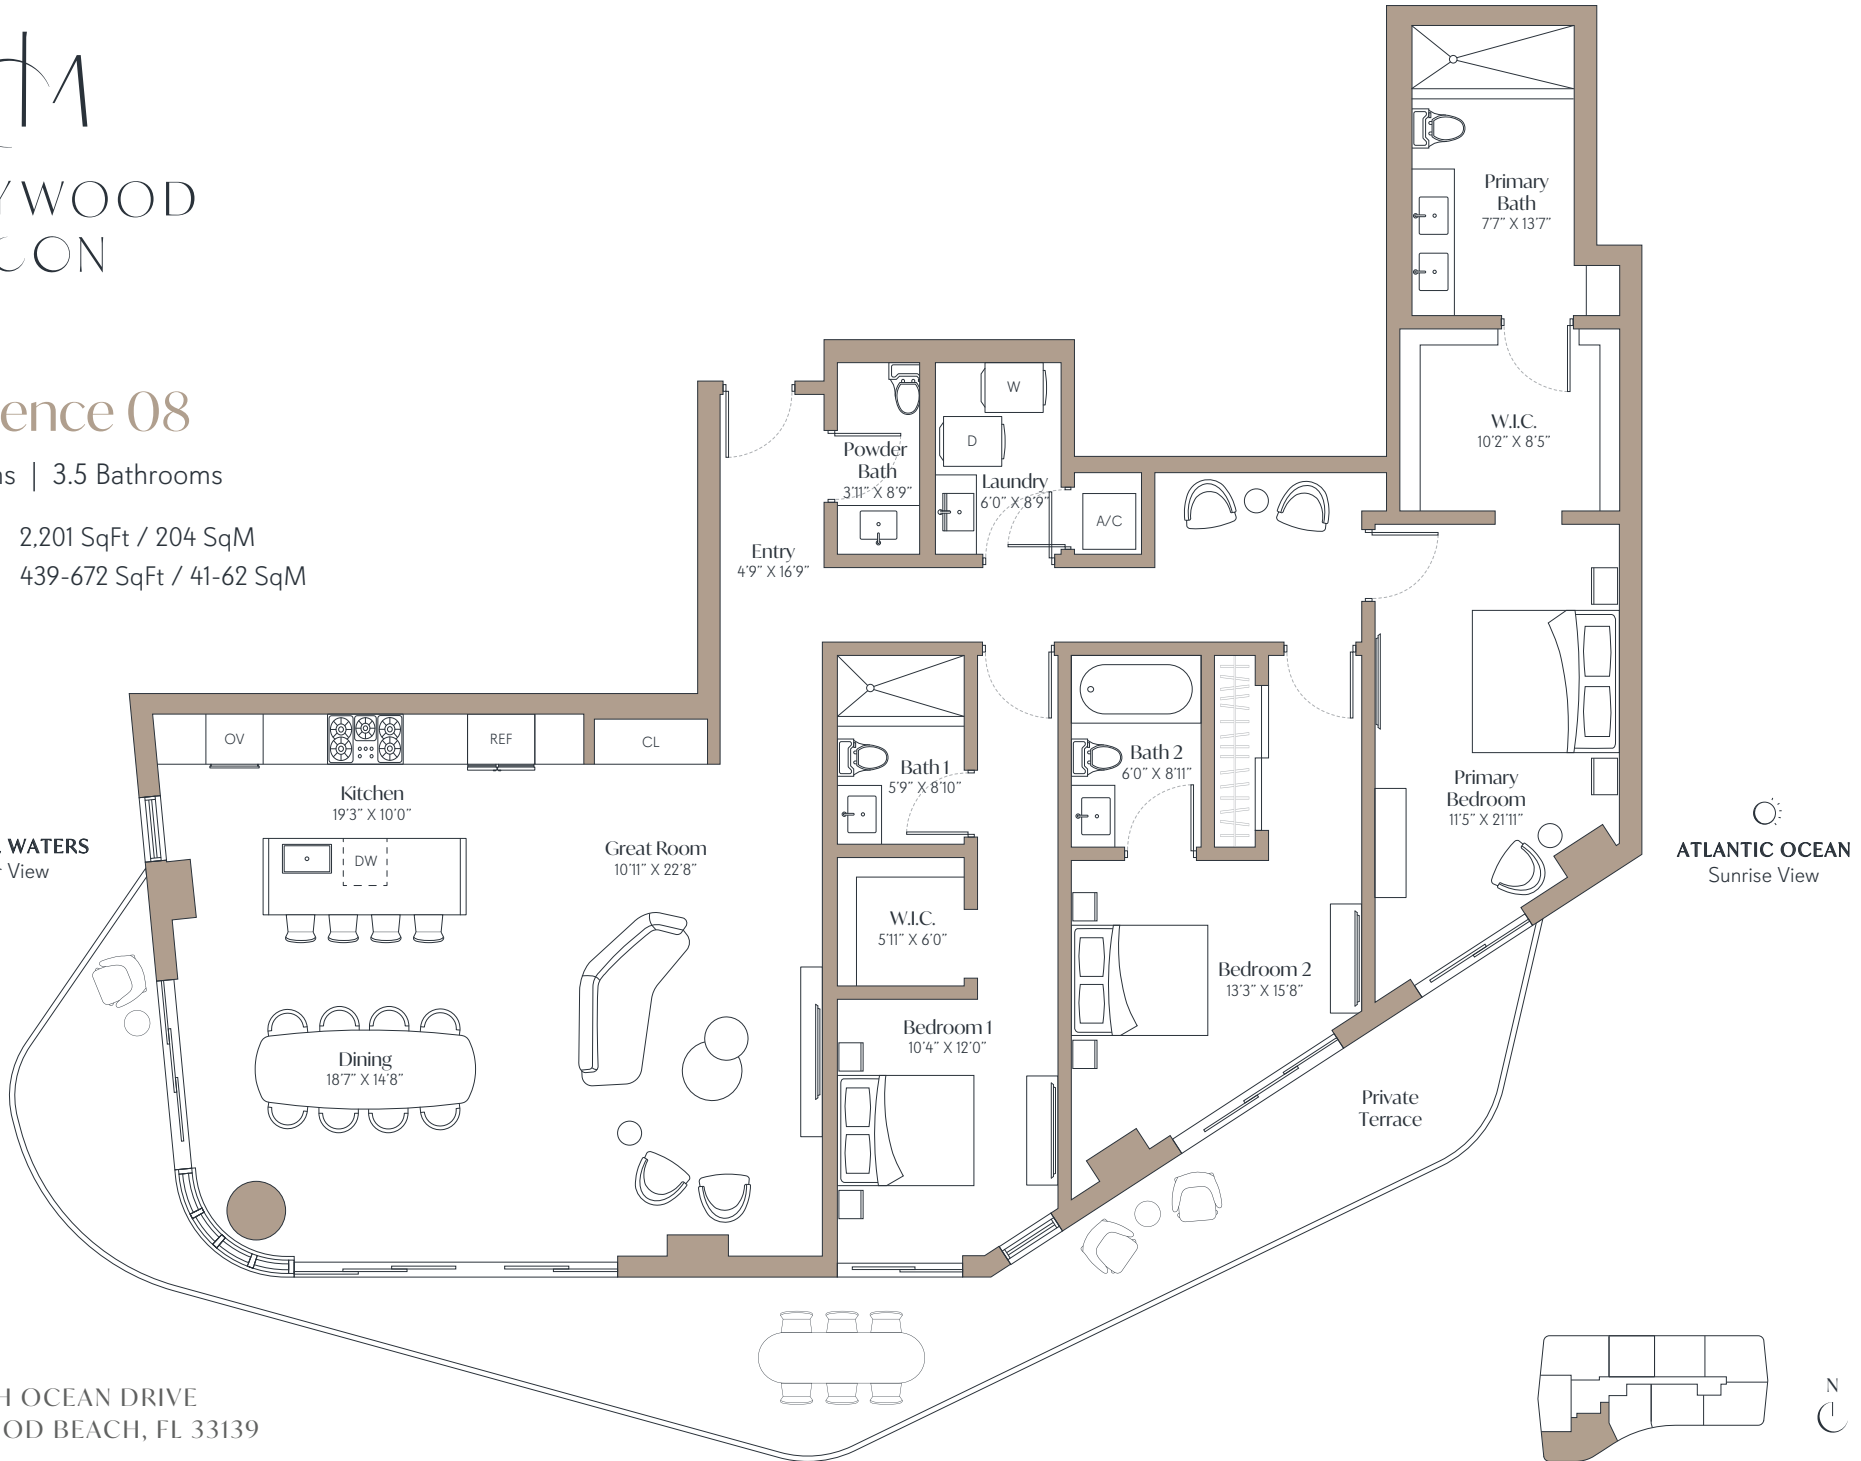 YWOOD
CON
ence 08
ns | 3.5 Bathrooms
2,201 SqFt / 204 SqM
439-672 SqFt / 41-62 SqM
Primary
Bath
7'7" X 13'7"
W.I.C.
10'2" X 8'5"
W
D
Powder
Bath
3'11" X 8'9"
Laundry
6'0" X 8'9"
A/C
Entry
4'9" X 16'9"
OV
REF
CL
Kitchen
19'3" X 10'0"
DW
Great Room
10'11" X 22'8"
Bath 1
5'9" X 8'10"
Bath 2
6'0" X 8'11"
Primary
Bedroom
11'5" X 21'11"
WATERS
View
ATLANTIC OCEAN
Sunrise View
W.I.C.
5'11" X 6'0"
Bedroom 2
13'3" X 15'8"
Bedroom 1
10'4" X 12'0"
Dining
18'7" X 14'8"
Private
Terrace
H OCEAN DRIVE
OD BEACH, FL 33139
N